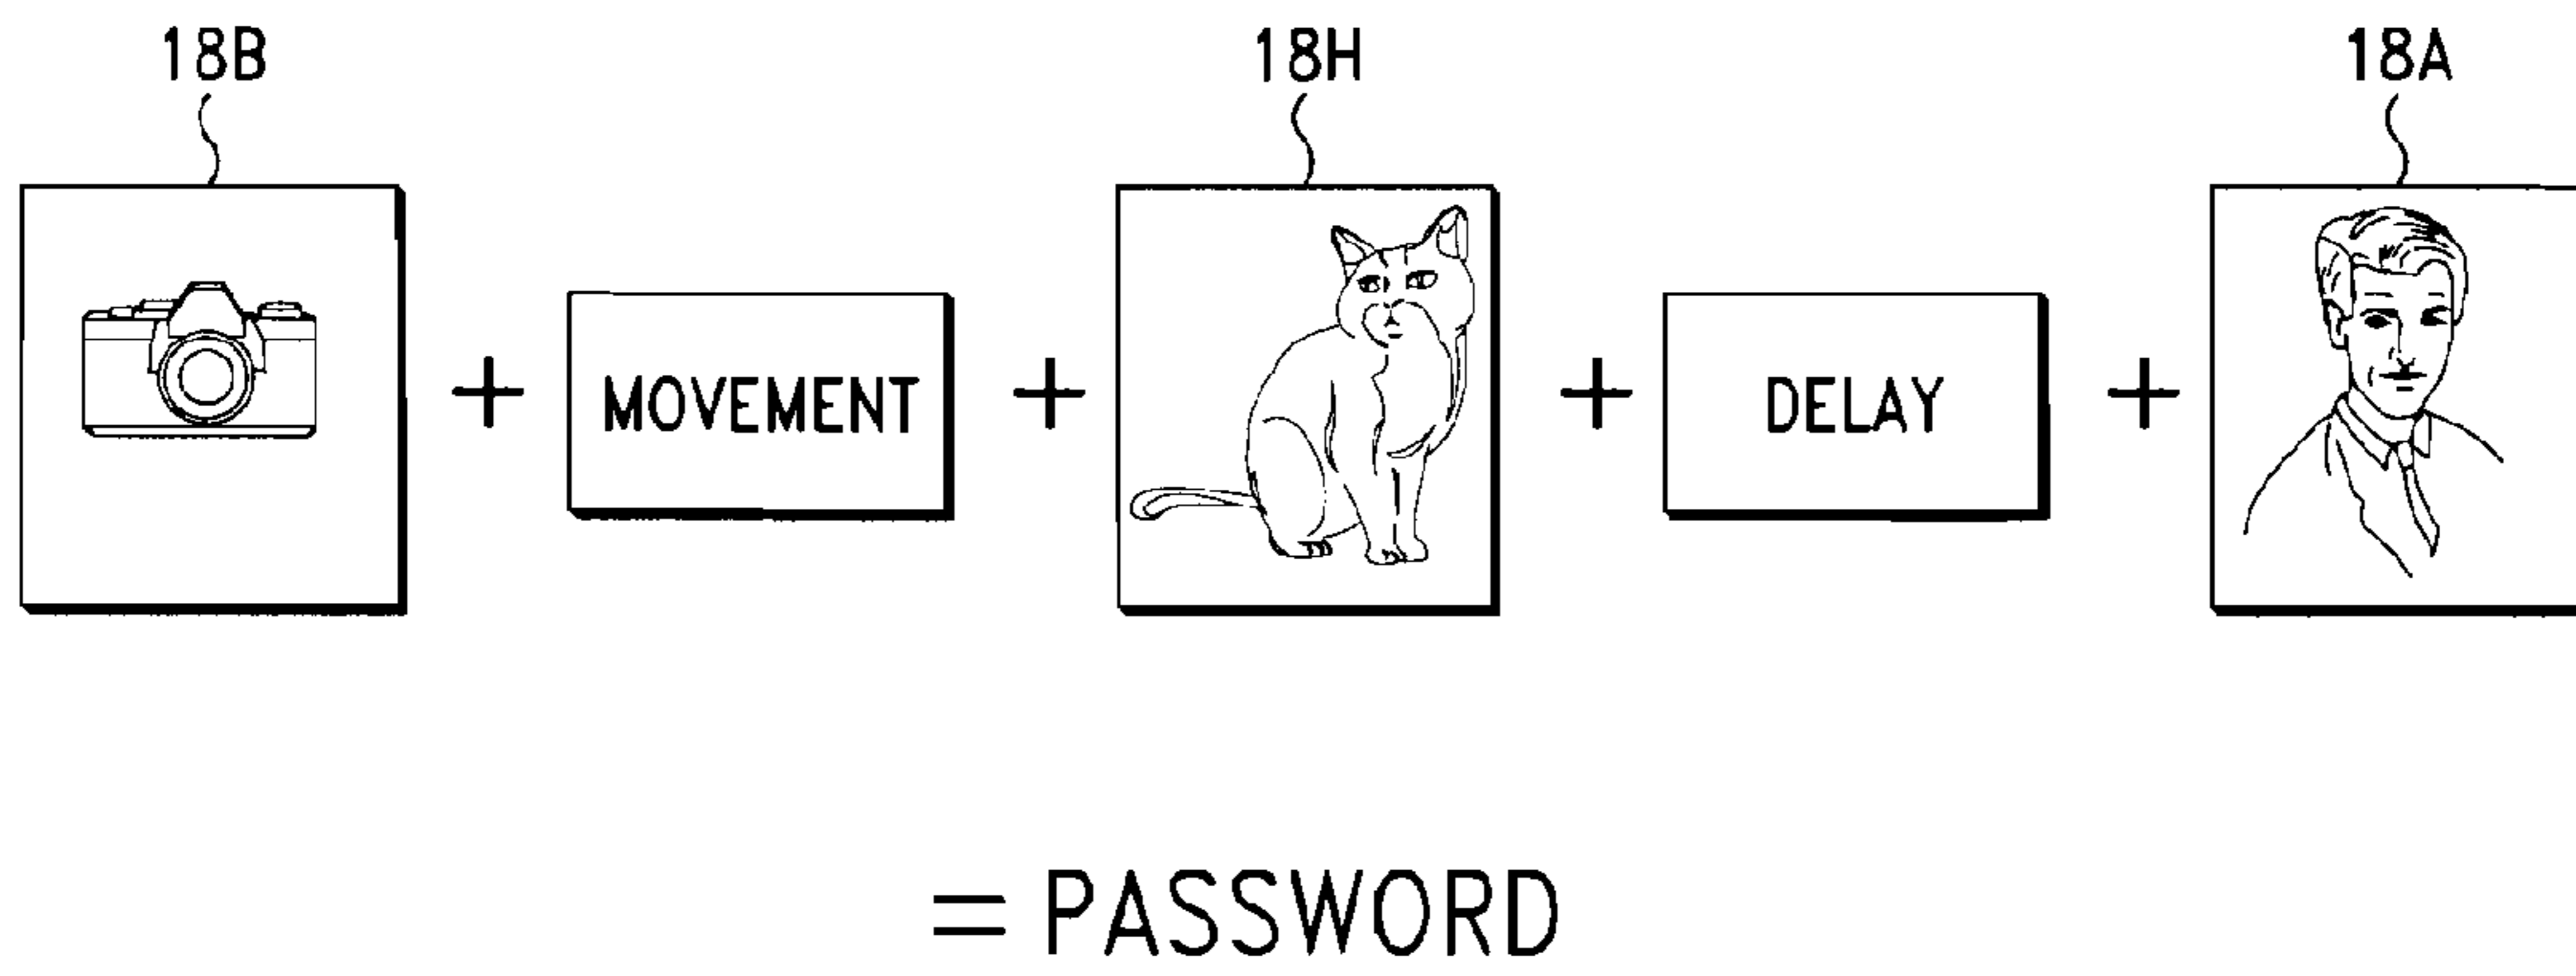 18B 18H 18A
+ MOVEMENT + + DELAY +
= PASSWORD